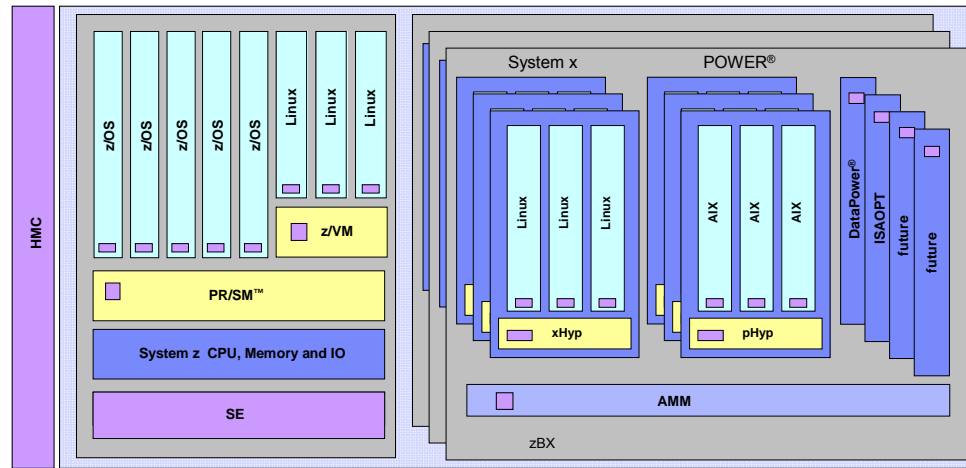 HMC
z/OS
z/OS
z/OS
z/OS
z/OS
Linux
Linux
Linux
z/VM
PR/SM™
System z CPU, Memory and IO
SE
System x
POWER®
Linux
Linux
Linux
xHyp
AIX
AIX
AIX
pHyp
DataPower®
ISAOPT
future
future
AMM
zBX